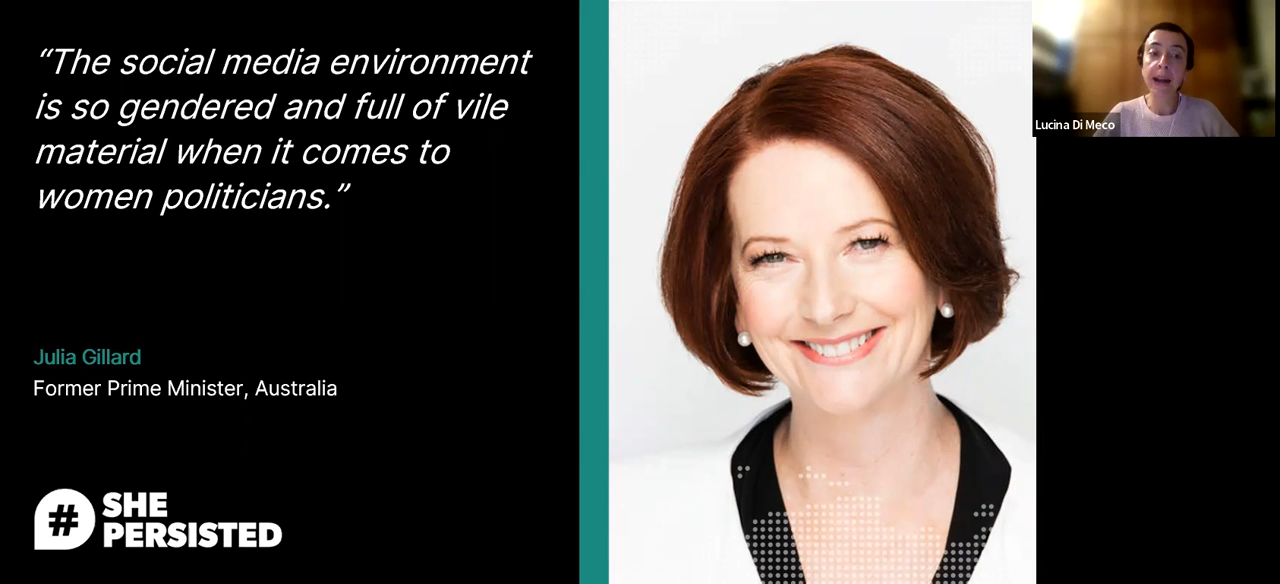 “The social media environment
is so gendered and full of vile
material when it comes to
women politicians.”
Julia Gillard
Former Prime Minister, Australia
# SHE
PERSISTED
Lucina Di Meco